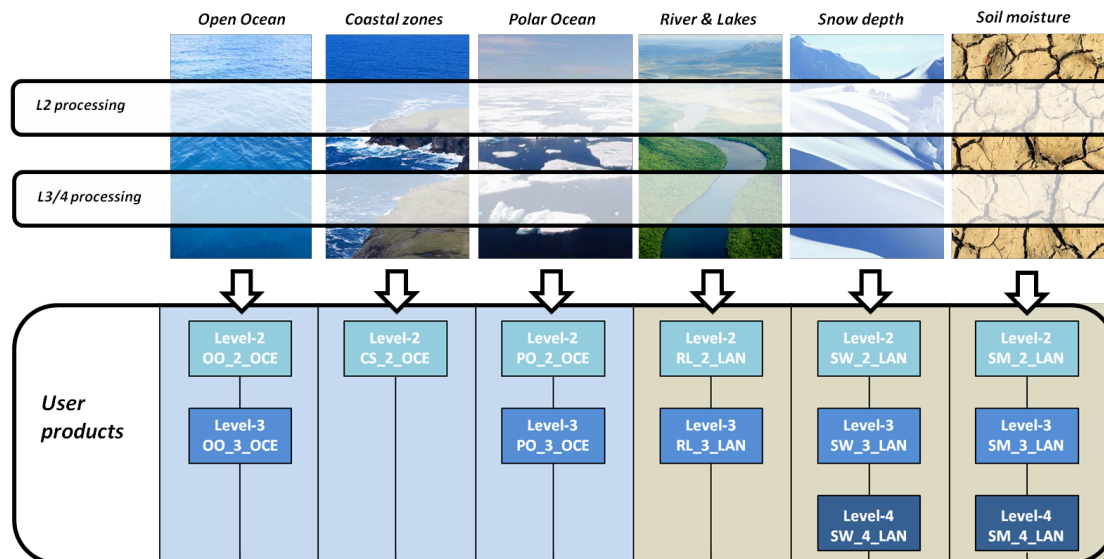 Open Ocean
Coastal zones
Polar Ocean
River & Lakes
Snow depth
Soil moisture
L2 processing
L3/4 processing
User
products
Level-2
OO_2_OCE
Level-2
CS_2_OCE
Level-2
PO_2_OCE
Level-2
RL_2_LAN
Level-2
SW_2_LAN
Level-2
SM_2_LAN
Level-3
OO_3_OCE
Level-3
PO_3_OCE
Level-3
RL_3_LAN
Level-3
SW_3_LAN
Level-3
SM_3_LAN
Level-4
SW_4_LAN
Level-4
SM_4_LAN